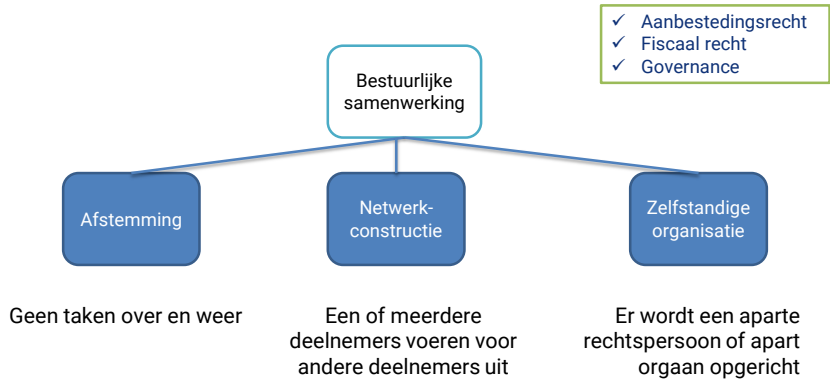 ✓ Aanbestedingsrecht
✓ Fiscaal recht
✓ Governance
Bestuurlijke
samenwerking
Afstemming
Netwerk-
constructie
Zelfstandige
organisatie
Geen taken over en weer
Een of meerdere
deelnemers voeren voor
andere deelnemers uit
Er wordt een aparte
rechtspersoon of apart
orgaan opgericht